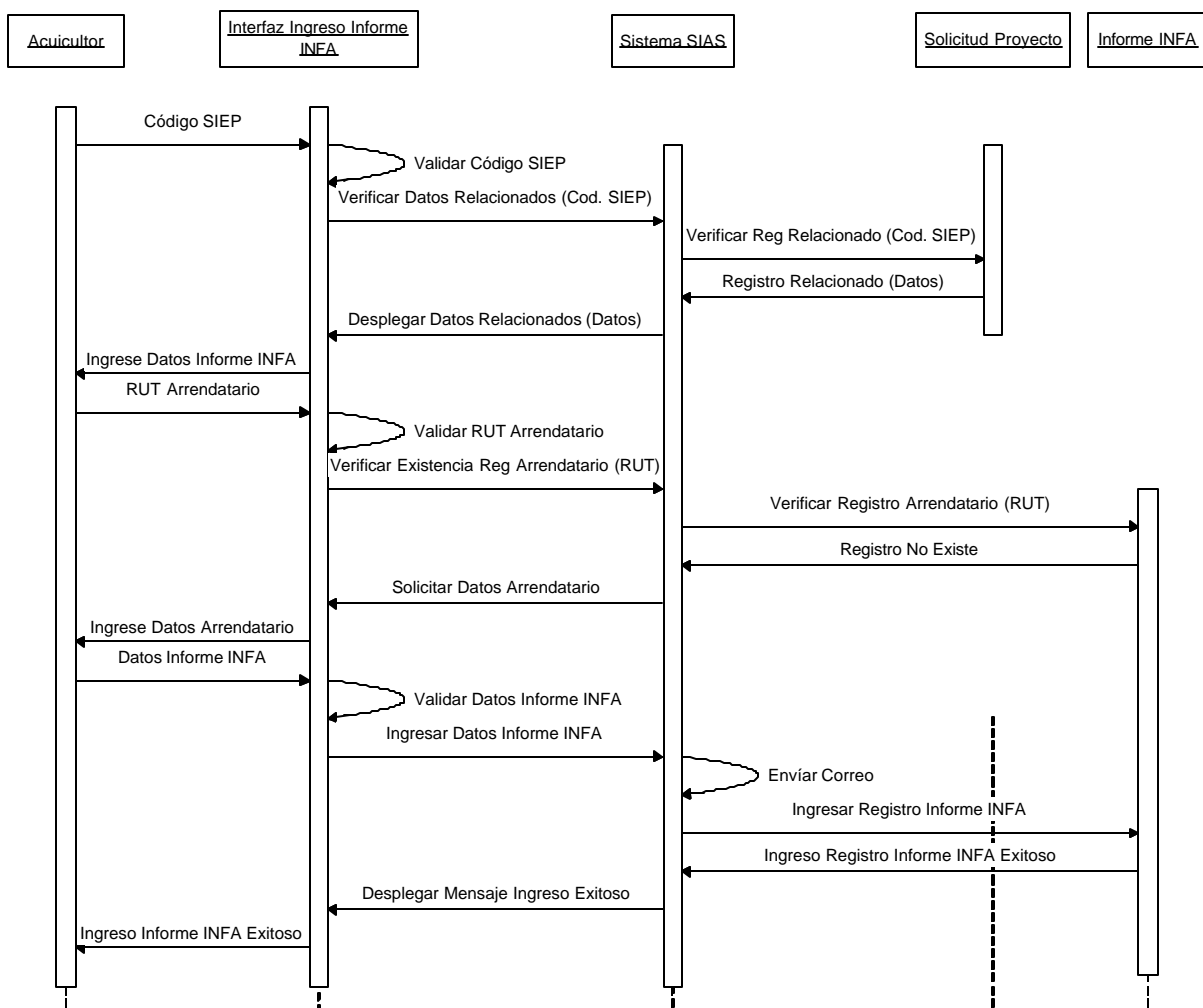 Acuicultor
Interfaz Ingreso Informe
INFA
Sistema SIAS
Solicitud Proyecto
Informe INFA
Código SIEP
Validar Código SIEP
Verificar Datos Relacionados (Cod. SIEP)
Verificar Reg Relacionado (Cod. SIEP)
Registro Relacionado (Datos)
Desplegar Datos Relacionados (Datos)
Ingrese Datos Informe INFA
RUT Arrendatario
Validar RUT Arrendatario
Verificar Existencia Reg Arrendatario (RUT)
Verificar Registro Arrendatario (RUT)
Registro No Existe
Solicitar Datos Arrendatario
Ingrese Datos Arrendatario
Datos Informe INFA
Validar Datos Informe INFA
Ingresar Datos Informe INFA
Envíar Correo
Ingresar Registro Informe INFA
Ingreso Registro Informe INFA Exitoso
Desplegar Mensaje Ingreso Exitoso
Ingreso Informe INFA Exitoso